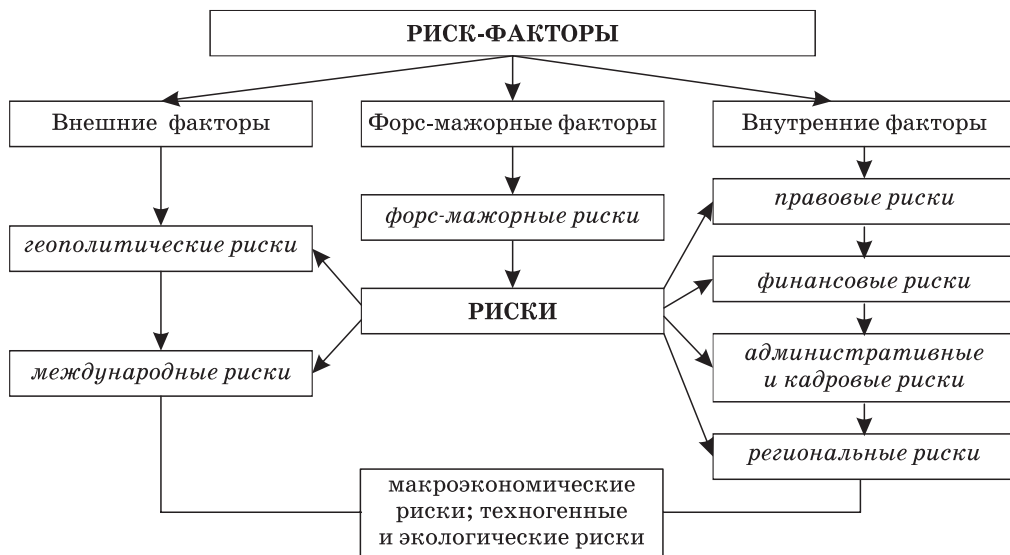 РИСК-ФАКТОРЫ
Внешние факторы
Форс-мажорные факторы
Внутренние факторы
форс-мажорные риски
правовые риски
геополитические риски
финансовые риски
РИСКИ
международные риски
административные
и кадровые риски
региональные риски
макроэкономические
риски; техногенные
и экологические риски